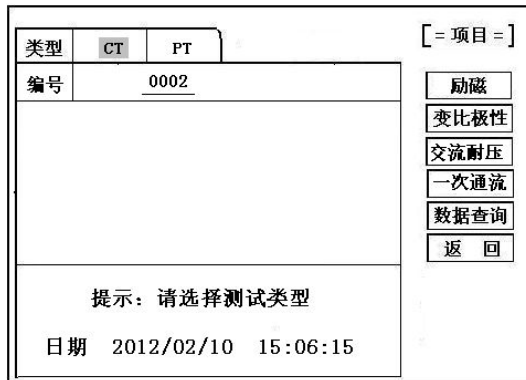 类型 CT PT
编号 0002
提示：请选择测试类型
日期 2012/02/10 15:06:15
[=项目=]
励磁
变比极性
交流耐压
一次通流
数据查询
返 回